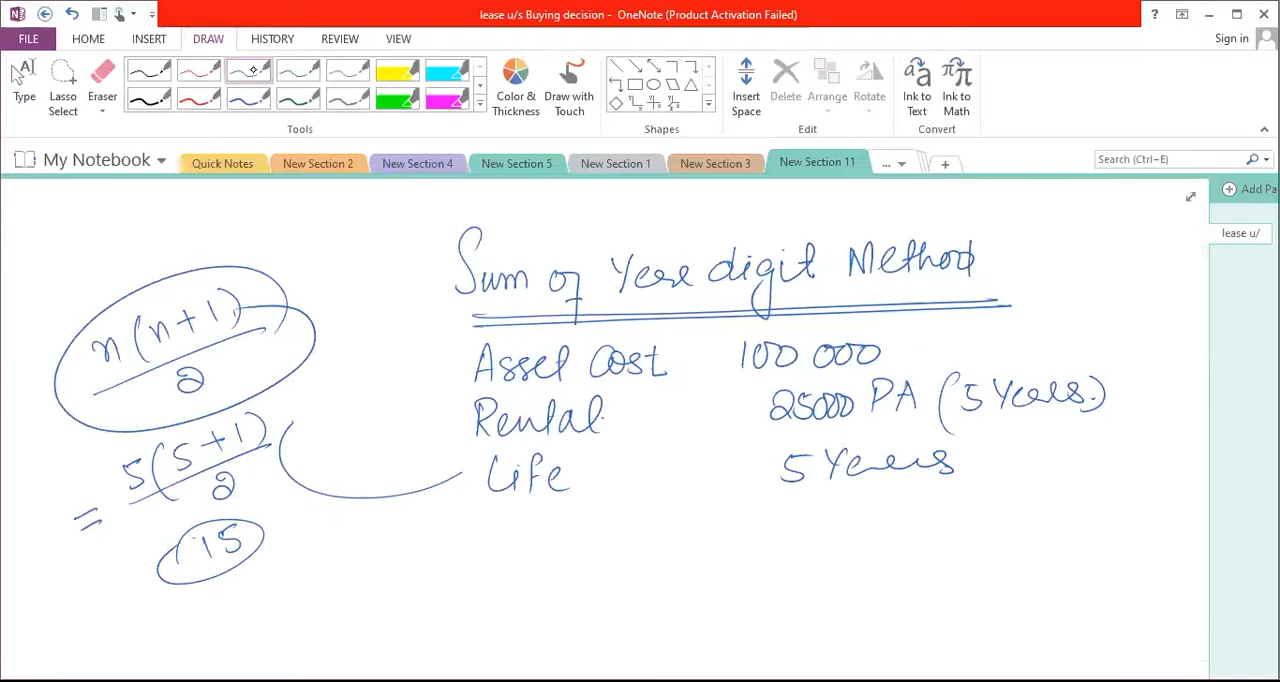 lease u/s Buying decision - OneNote (Product Activation Failed)
FILE HOME INSERT DRAW HISTORY REVIEW VIEW
Sign in
Type
Lasso Select
Eraser
Color & Thickness
Draw with Touch
Insert Space
Delete
Arrange
Rotate
Ink to Text
Ink to Math
Tools
Shapes
Edit
Convert
My Notebook
Quick Notes
New Section 2
New Section 4
New Section 5
New Section 1
New Section 3
New Section 11
...
Search (Ctrl+E)
Add Pa
lease u/
Sum of Year digit Method
Asset Cost 100 000
Rental 25000 PA (5 Years)
Life 5 Years
n(n+1)
2
= 5(5+1)
2
15